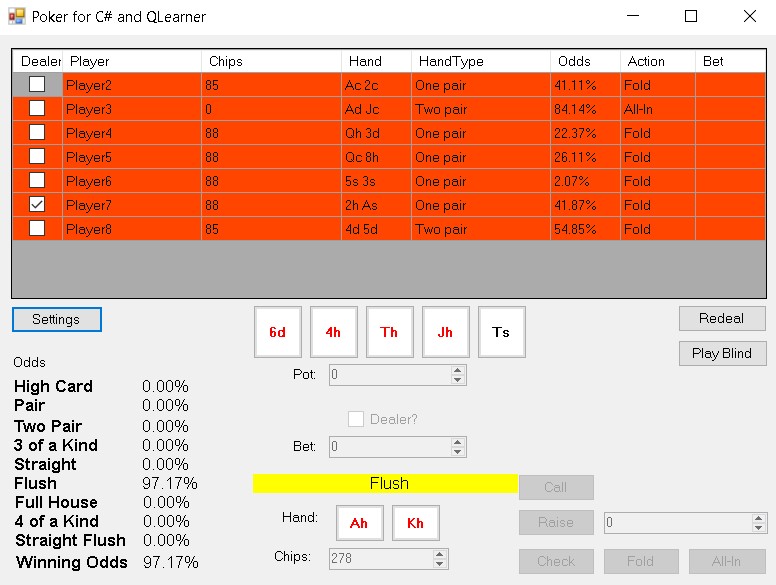 Poker for C# and QLearner
Dealer Player Chips Hand HandType Odds Action Bet
Player2 85 Ac 2c One pair 41.11% Fold
Player3 0 Ad Jc Two pair 84.14% All-In
Player4 88 Qh 3d One pair 22.37% Fold
Player5 88 Qc 8h One pair 26.11% Fold
Player6 88 5s 3s One pair 2.07% Fold
Player7 88 2h As One pair 41.87% Fold
Player8 85 4d 5d Two pair 54.85% Fold
Settings
6d 4h Th Jh Ts
Redeal
Play Blind
Pot: 0
Dealer?
Bet: 0
Odds
High Card 0.00%
Pair 0.00%
Two Pair 0.00%
3 of a Kind 0.00%
Straight 0.00%
Flush 97.17%
Full House 0.00%
4 of a Kind 0.00%
Straight Flush 0.00%
Winning Odds 97.17%
Flush
Hand: Ah Kh
Chips: 278
Call
Raise 0
Check Fold All-In